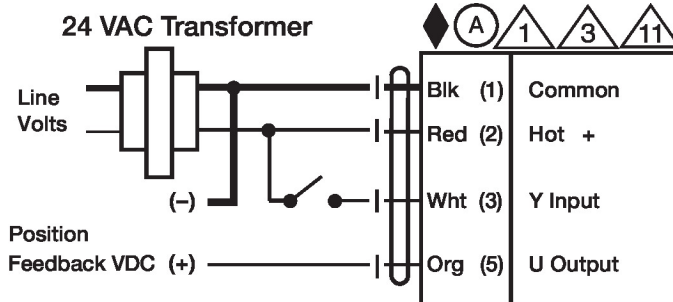 24 VAC Transformer
A 1 3 11
Line
Volts
Blk (1) Common
Red (2) Hot +
(–)
Wht (3) Y Input
Position
Feedback VDC (+)
Org (5) U Output